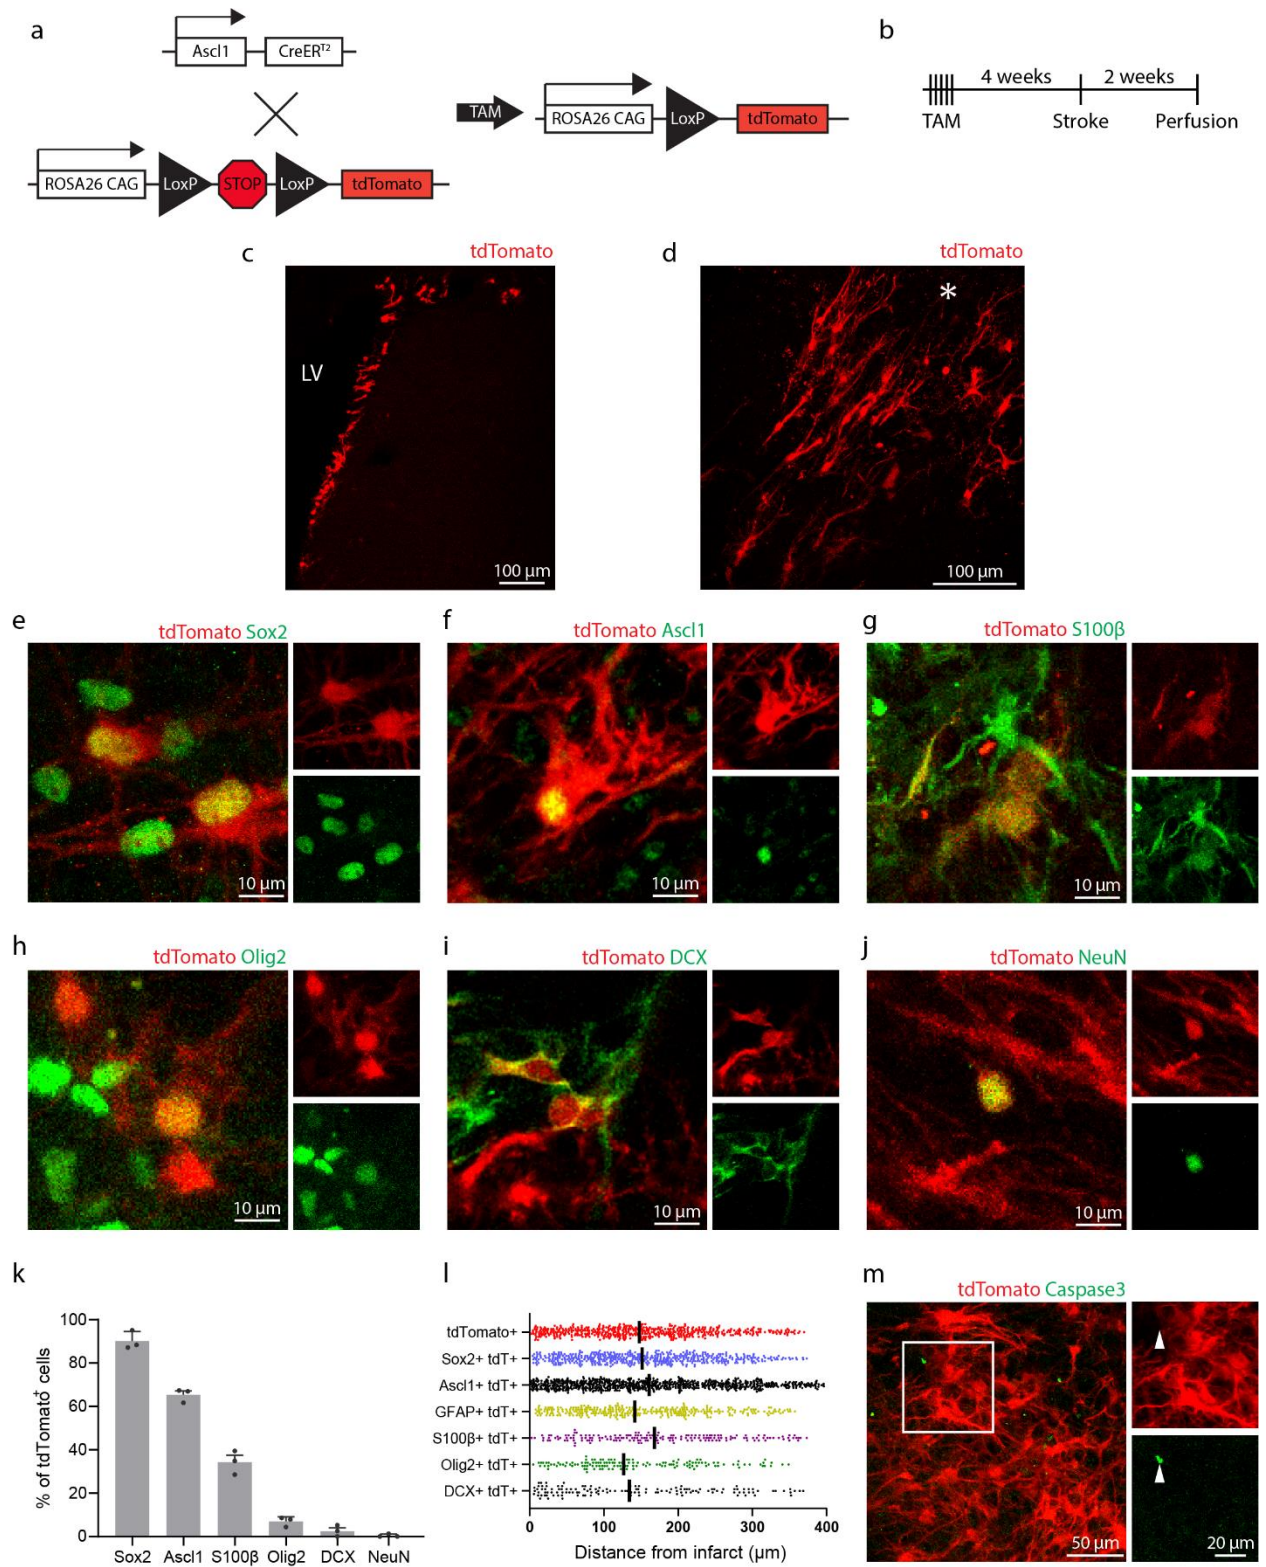 a
Ascl1 CreERT2
TAM
ROSA26 CAG LoxP tdTomato
ROSA26 CAG LoxP STOP LoxP tdTomato
b
4 weeks 2 weeks
TAM Stroke Perfusion
c
tdTomato
LV
100 µm
d
tdTomato
*
100 µm
e
tdTomato Sox2
10 µm
f
tdTomato Ascl1
10 µm
g
tdTomato S100β
10 µm
h
tdTomato Olig2
10 µm
i
tdTomato DCX
10 µm
j
tdTomato NeuN
10 µm
k
% of tdTomato+ cells
100
80
60
40
20
0
Sox2 Ascl1 S100β Olig2 DCX NeuN
l
tdTomato+
Sox2+ tdT+
Ascl1+ tdT+
GFAP+ tdT+
S100β+ tdT+
Olig2+ tdT+
DCX+ tdT+
0 100 200 300 400
Distance from infarct (µm)
m
tdTomato Caspase3
50 µm
20 µm